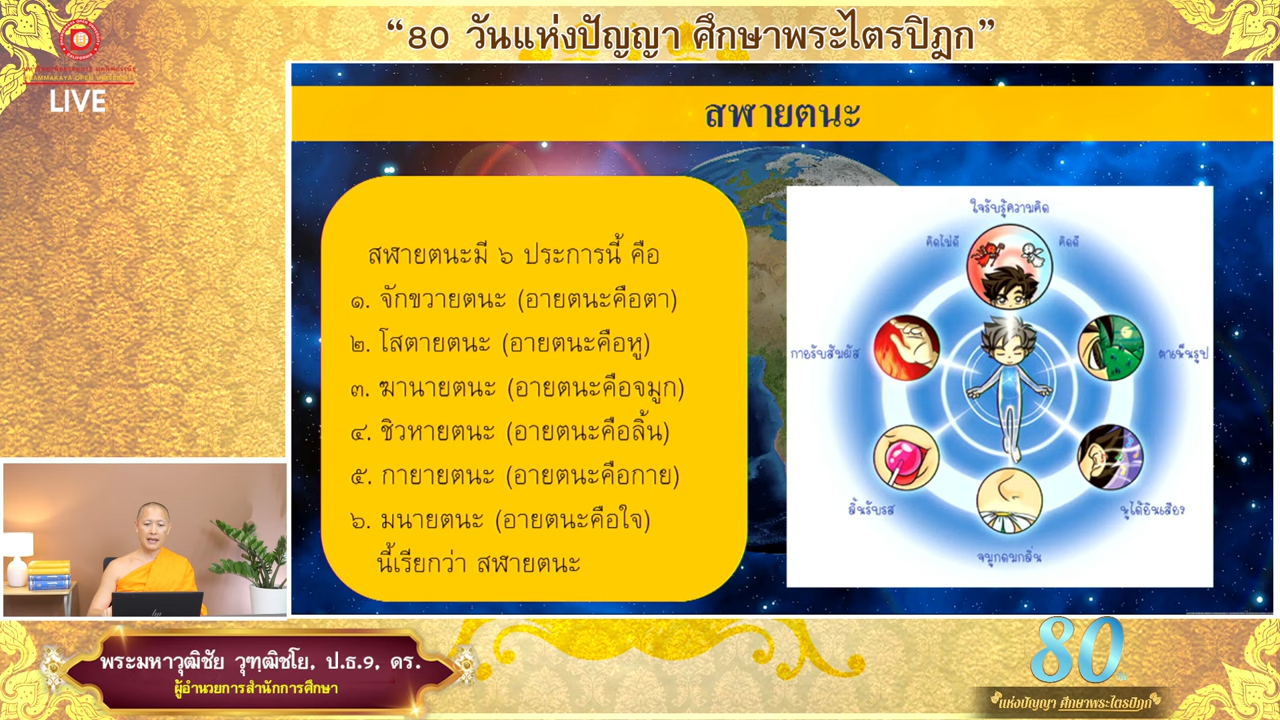 “80 วันแห่งปัญญา ศึกษาพระไตรปิฎก”
LIVE
สฬายตนะ
สฬายตนะมี ๖ ประการนี้ คือ
๑. จักขวายตนะ (อายตนะคือตา)
๒. โสตายตนะ (อายตนะคือหู)
๓. ฆานายตนะ (อายตนะคือจมูก)
๔. ชิวหายตนะ (อายตนะคือลิ้น)
๕. กายายตนะ (อายตนะคือกาย)
๖. มนายตนะ (อายตนะคือใจ)
นี้เรียกว่า สฬายตนะ
ใจรับรู้ความคิด
คิดไม่ดี
คิดดี
กายรับสัมผัส
ตาเห็นรูป
ลิ้นรับรส
หูได้ยินเสียง
จมูกดมกลิ่น
พระมหาวุฒิชัย วุฑฺฒิชโย, ป.ธ.9, ดร.
ผู้อำนวยการสำนักการศึกษา
80
แห่งปัญญา ศึกษาพระไตรปิฎก